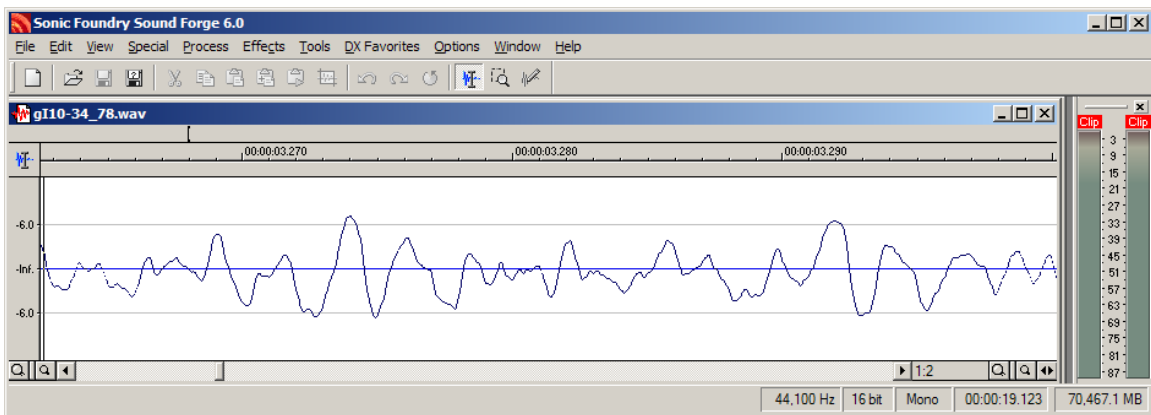 Sonic Foundry Sound Forge 6.0
File Edit View Special Process Effects Tools DX Favorites Options Window Help
gI10-34_78.wav
Clip Clip
00:00:03.270 00:00:03.280 00:00:03.290
-6.0
-Inf.
-6.0
3
9
15
21
27
33
39
45
51
57
63
69
75
81
87
1:2
44,100 Hz 16 bit Mono 00:00:19.123 70,467.1 MB